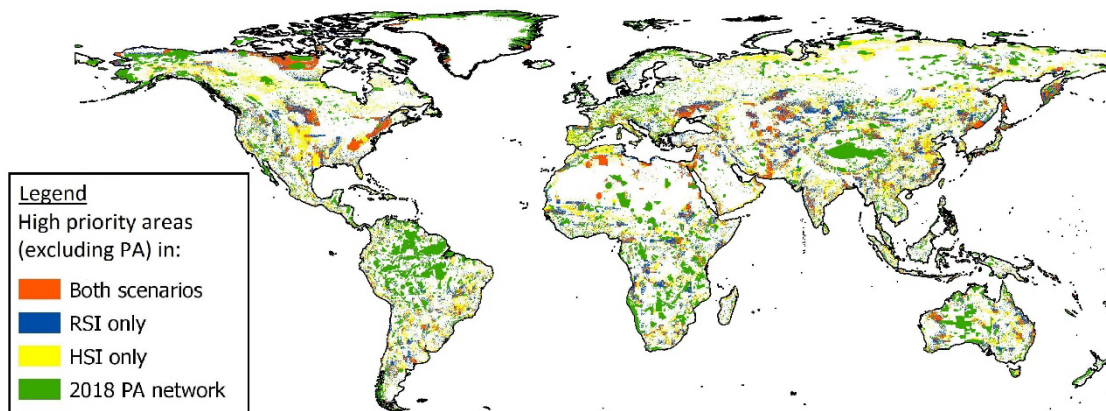 Legend
High priority areas
(excluding PA) in:
Both scenarios
RSI only
HSI only
2018 PA network